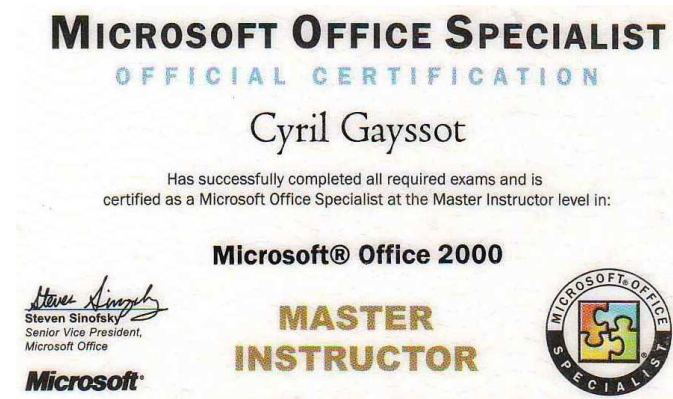 MICROSOFT OFFICE SPECIALIST
OFFICIAL CERTIFICATION
Cyril Gayssot
Has successfully completed all required exams and is
certified as a Microsoft Office Specialist at the Master Instructor level in:
Microsoft® Office 2000
Steven Sinofsky
Steven Sinofsky
Senior Vice President,
Microsoft Office
Microsoft®
MASTER
INSTRUCTOR
MICROSOFT® OFFICE
SPECIALIST